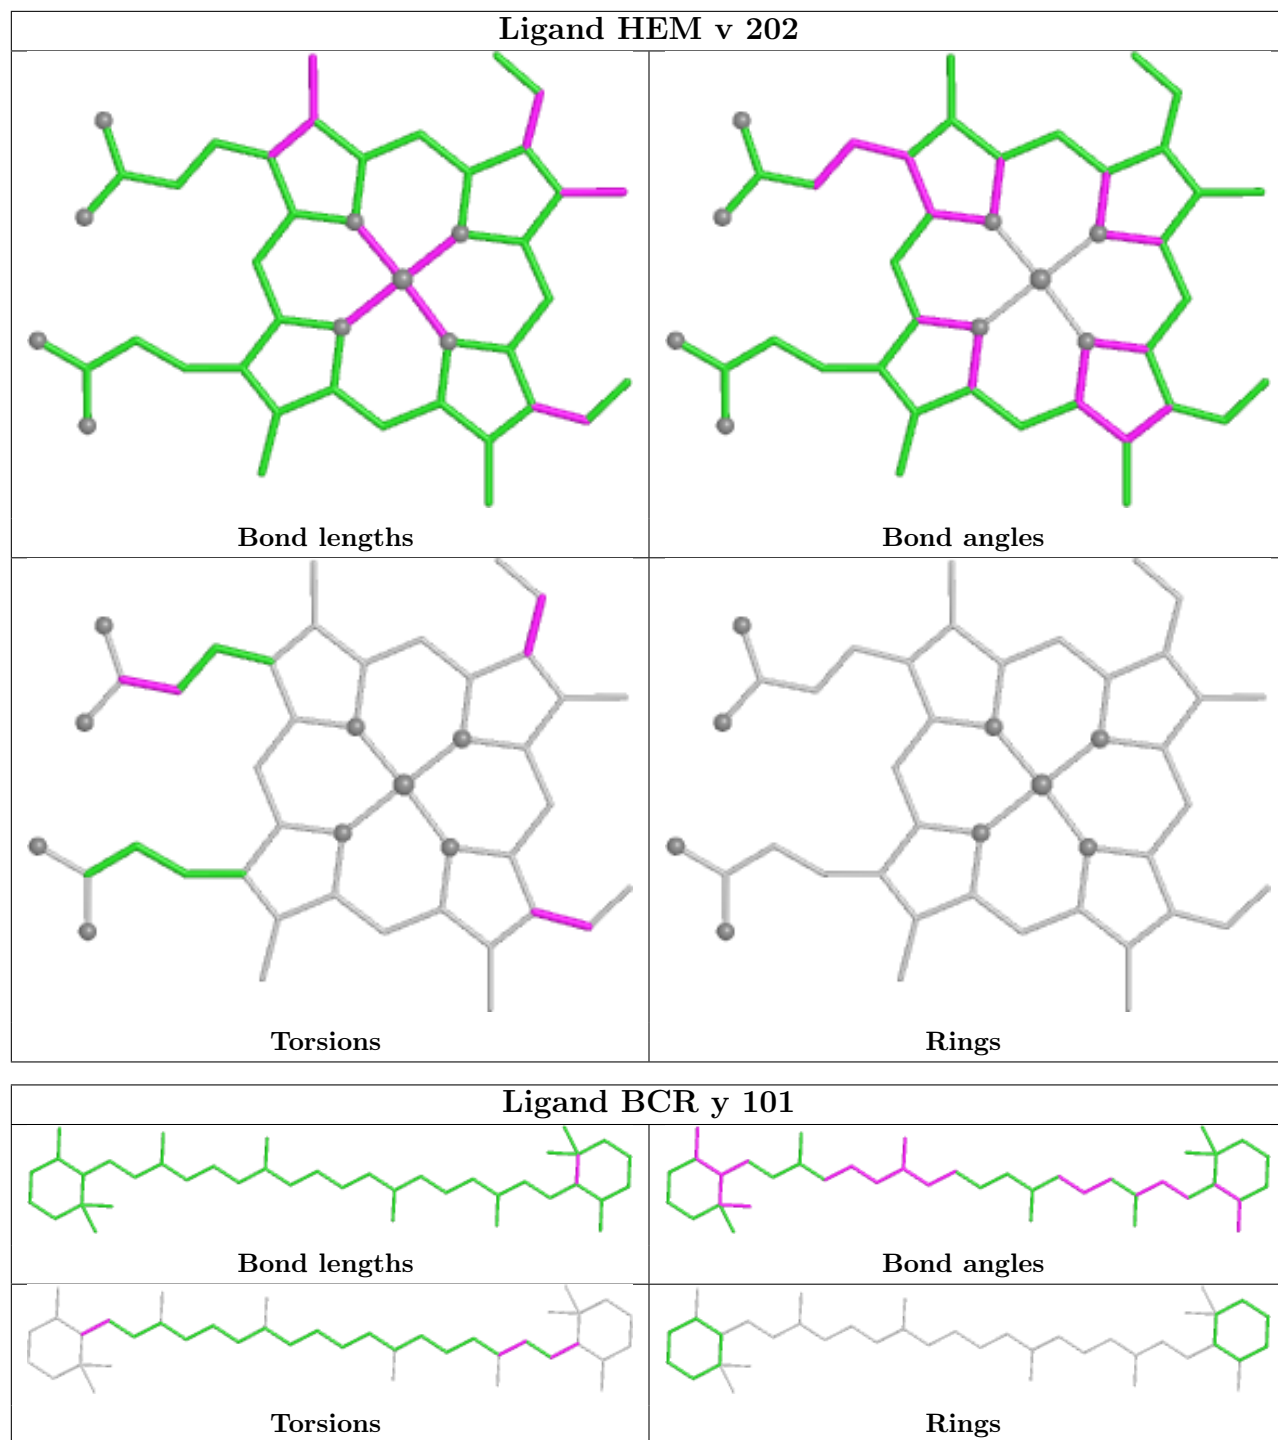 Ligand HEM v 202
Bond lengths
Bond angles
Torsions
Rings
Ligand BCR y 101
Bond lengths
Bond angles
Torsions
Rings